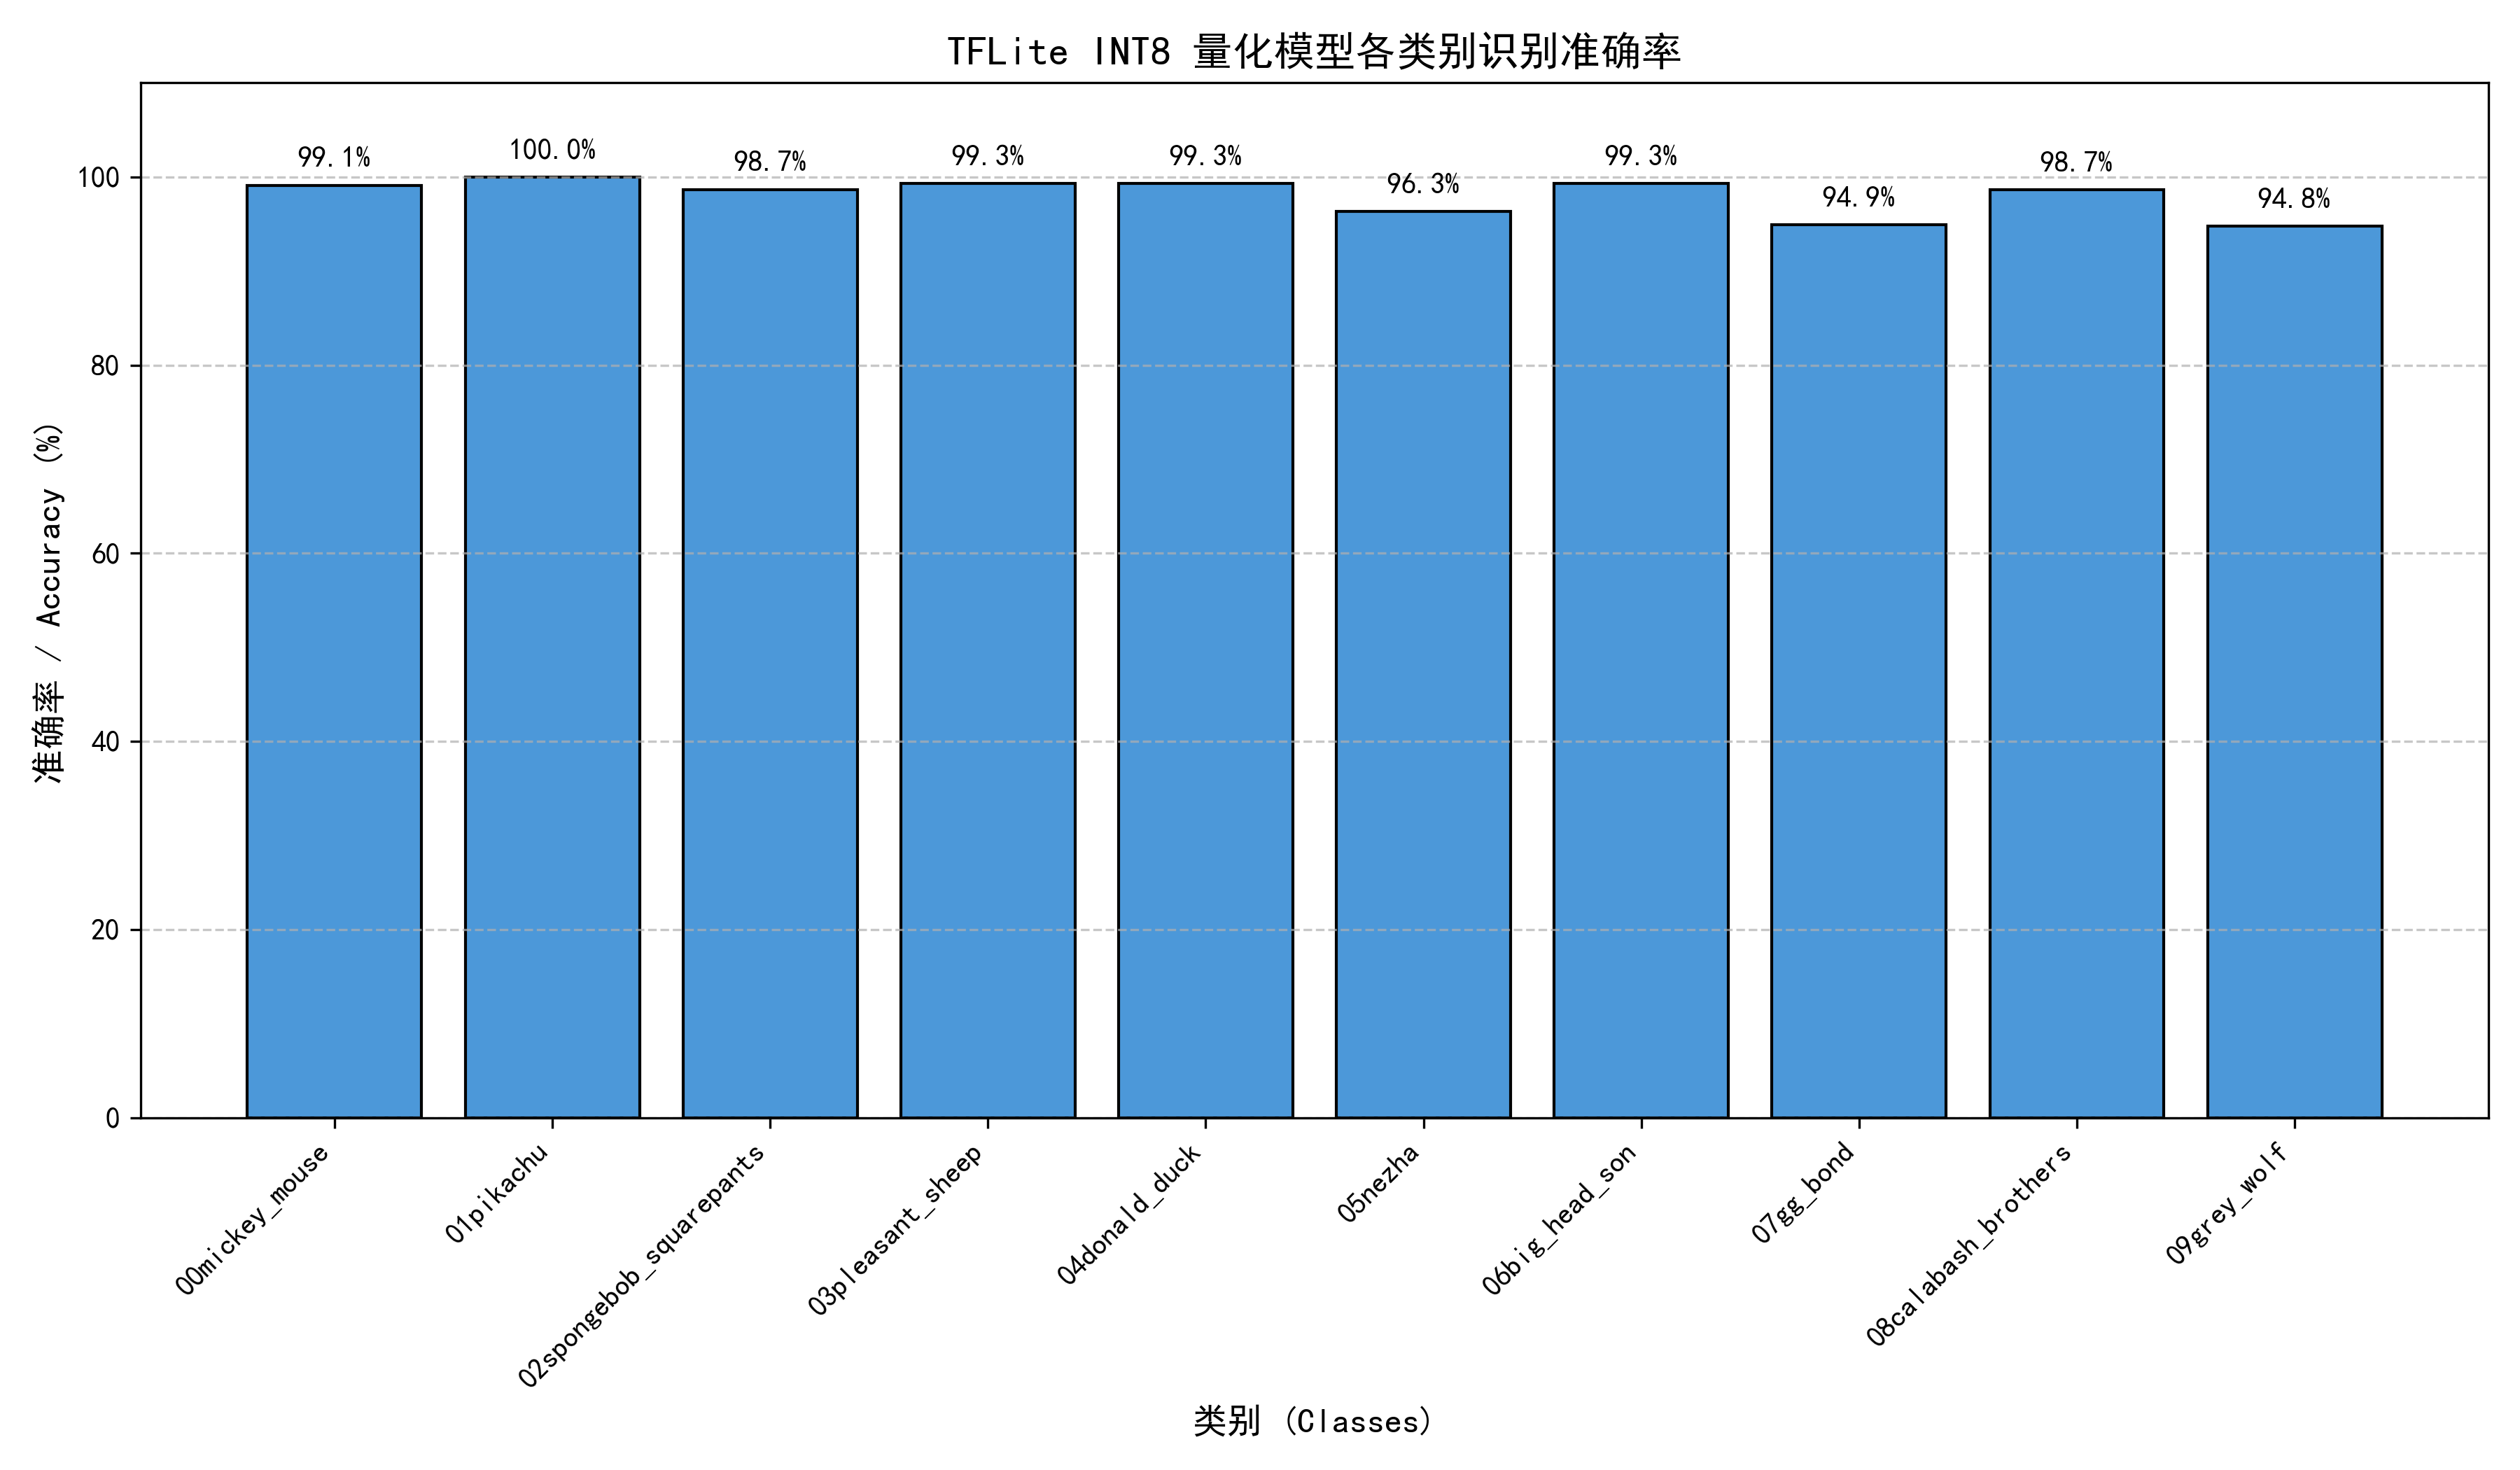 TFLite INT8 量化模型各类别识别准确率
准确率 / Accuracy (%)
100
80
60
40
20
0
99.1%
100.0%
98.7%
99.3%
99.3%
96.3%
99.3%
94.9%
98.7%
94.8%
00mickey_mouse
01pikachu
02spongebob_squarepants
03pleasant_sheep
04donald_duck
05nezha
06big_head_son
07gg_bond
08calabash_brothers
09grey_wolf
类别 (Classes)